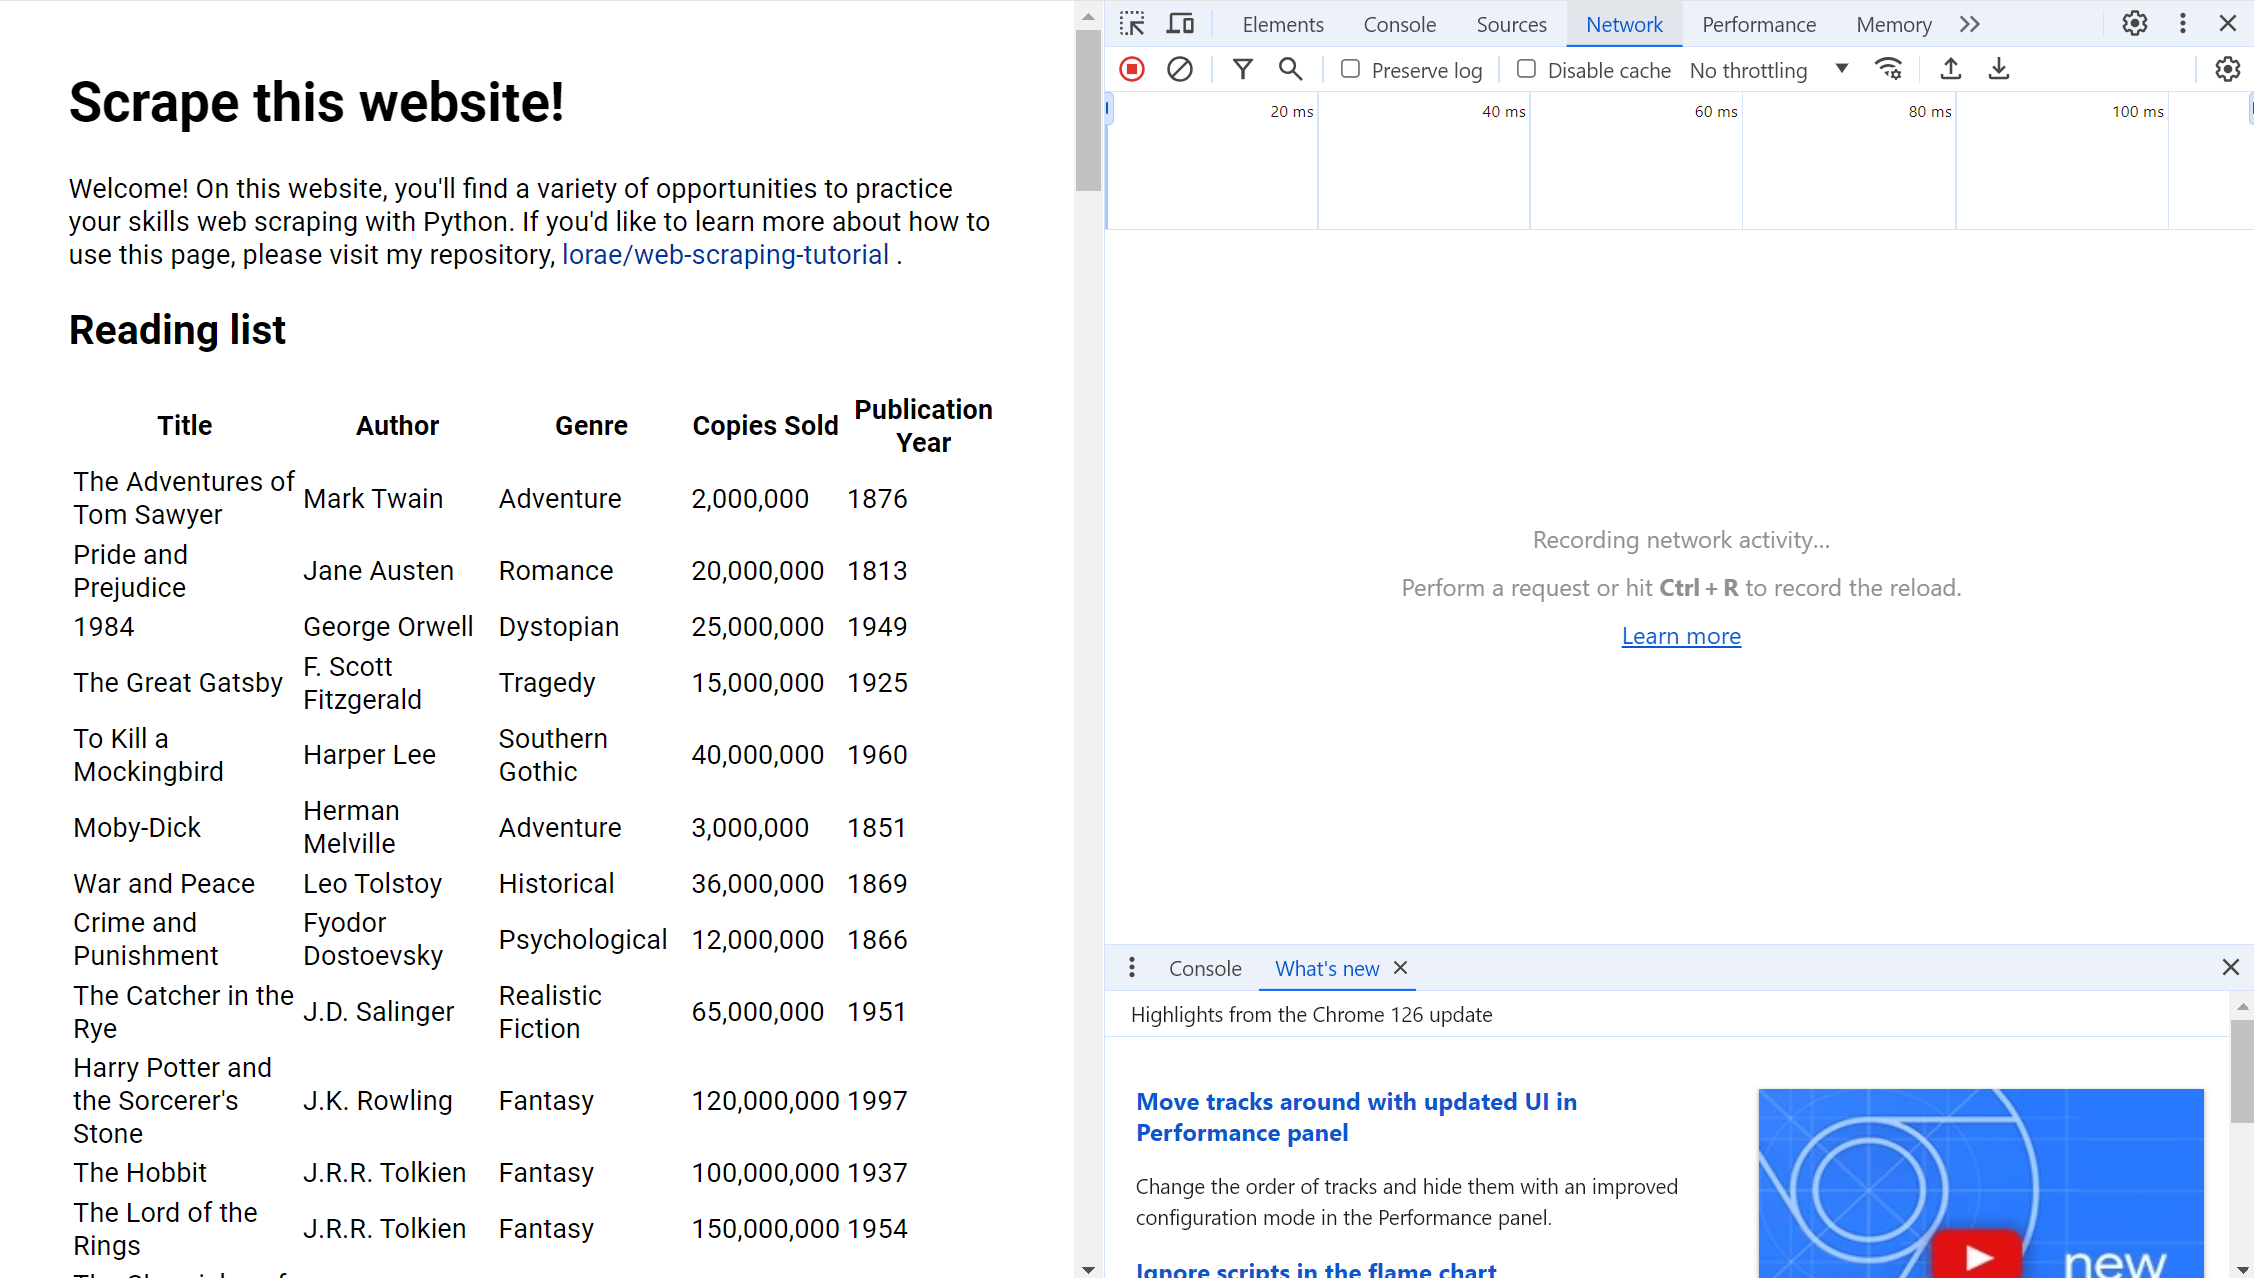 Scrape this website!
Welcome! On this website, you'll find a variety of opportunities to practice
your skills web scraping with Python. If you'd like to learn more about how to
use this page, please visit my repository, lorae/web-scraping-tutorial .
Reading list
Title Author Genre Copies Sold Publication Year
The Adventures of Tom Sawyer Mark Twain Adventure 2,000,000 1876
Pride and Prejudice Jane Austen Romance 20,000,000 1813
1984 George Orwell Dystopian 25,000,000 1949
The Great Gatsby F. Scott Fitzgerald Tragedy 15,000,000 1925
To Kill a Mockingbird Harper Lee Southern Gothic 40,000,000 1960
Moby-Dick Herman Melville Adventure 3,000,000 1851
War and Peace Leo Tolstoy Historical 36,000,000 1869
Crime and Punishment Fyodor Dostoevsky Psychological 12,000,000 1866
The Catcher in the Rye J.D. Salinger Realistic Fiction 65,000,000 1951
Harry Potter and the Sorcerer's Stone J.K. Rowling Fantasy 120,000,000 1997
The Hobbit J.R.R. Tolkien Fantasy 100,000,000 1937
The Lord of the Rings J.R.R. Tolkien Fantasy 150,000,000 1954
Elements Console Sources Network Performance Memory
Preserve log Disable cache No throttling
20 ms 40 ms 60 ms 80 ms 100 ms
Recording network activity...
Perform a request or hit Ctrl + R to record the reload.
Learn more
Console What's new
Highlights from the Chrome 126 update
Move tracks around with updated UI in
Performance panel
Change the order of tracks and hide them with an improved
configuration mode in the Performance panel.
Ignore scripts in the flame chart
new